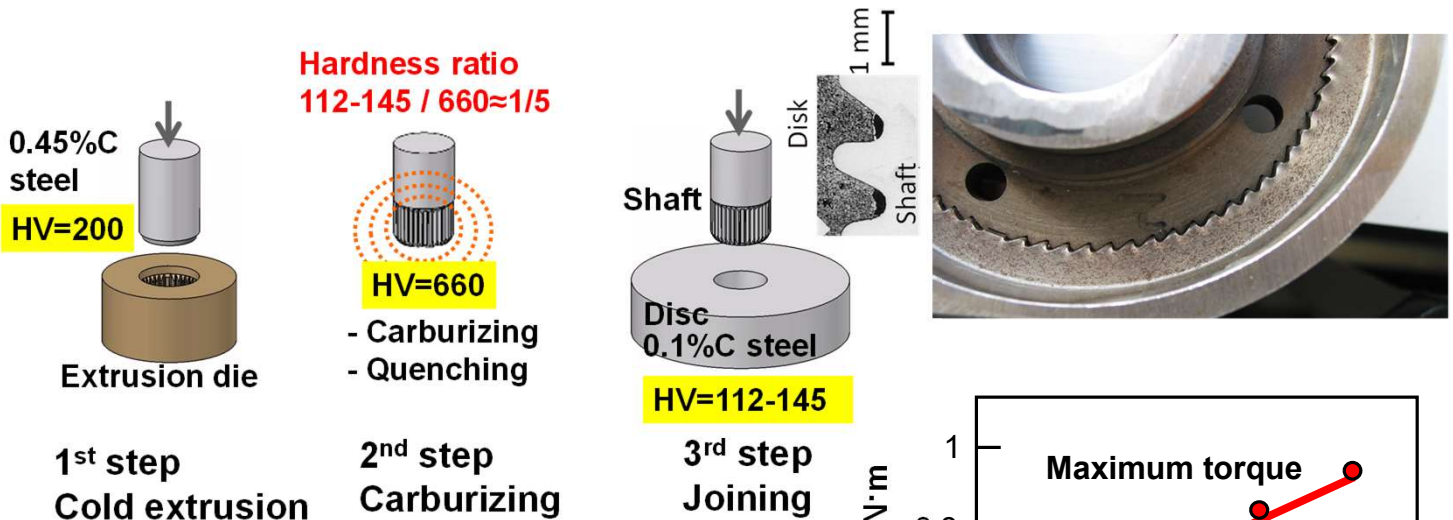 Hardness ratio
112-145 / 660≈1/5
0.45%C
steel
HV=200
Extrusion die
1st step
Cold extrusion
HV=660
- Carburizing
- Quenching
2nd step
Carburizing
Shaft
Disc
0.1%C steel
HV=112-145
3rd step
Joining
Disk
Shaft
1 mm
1
Maximum torque
N·m